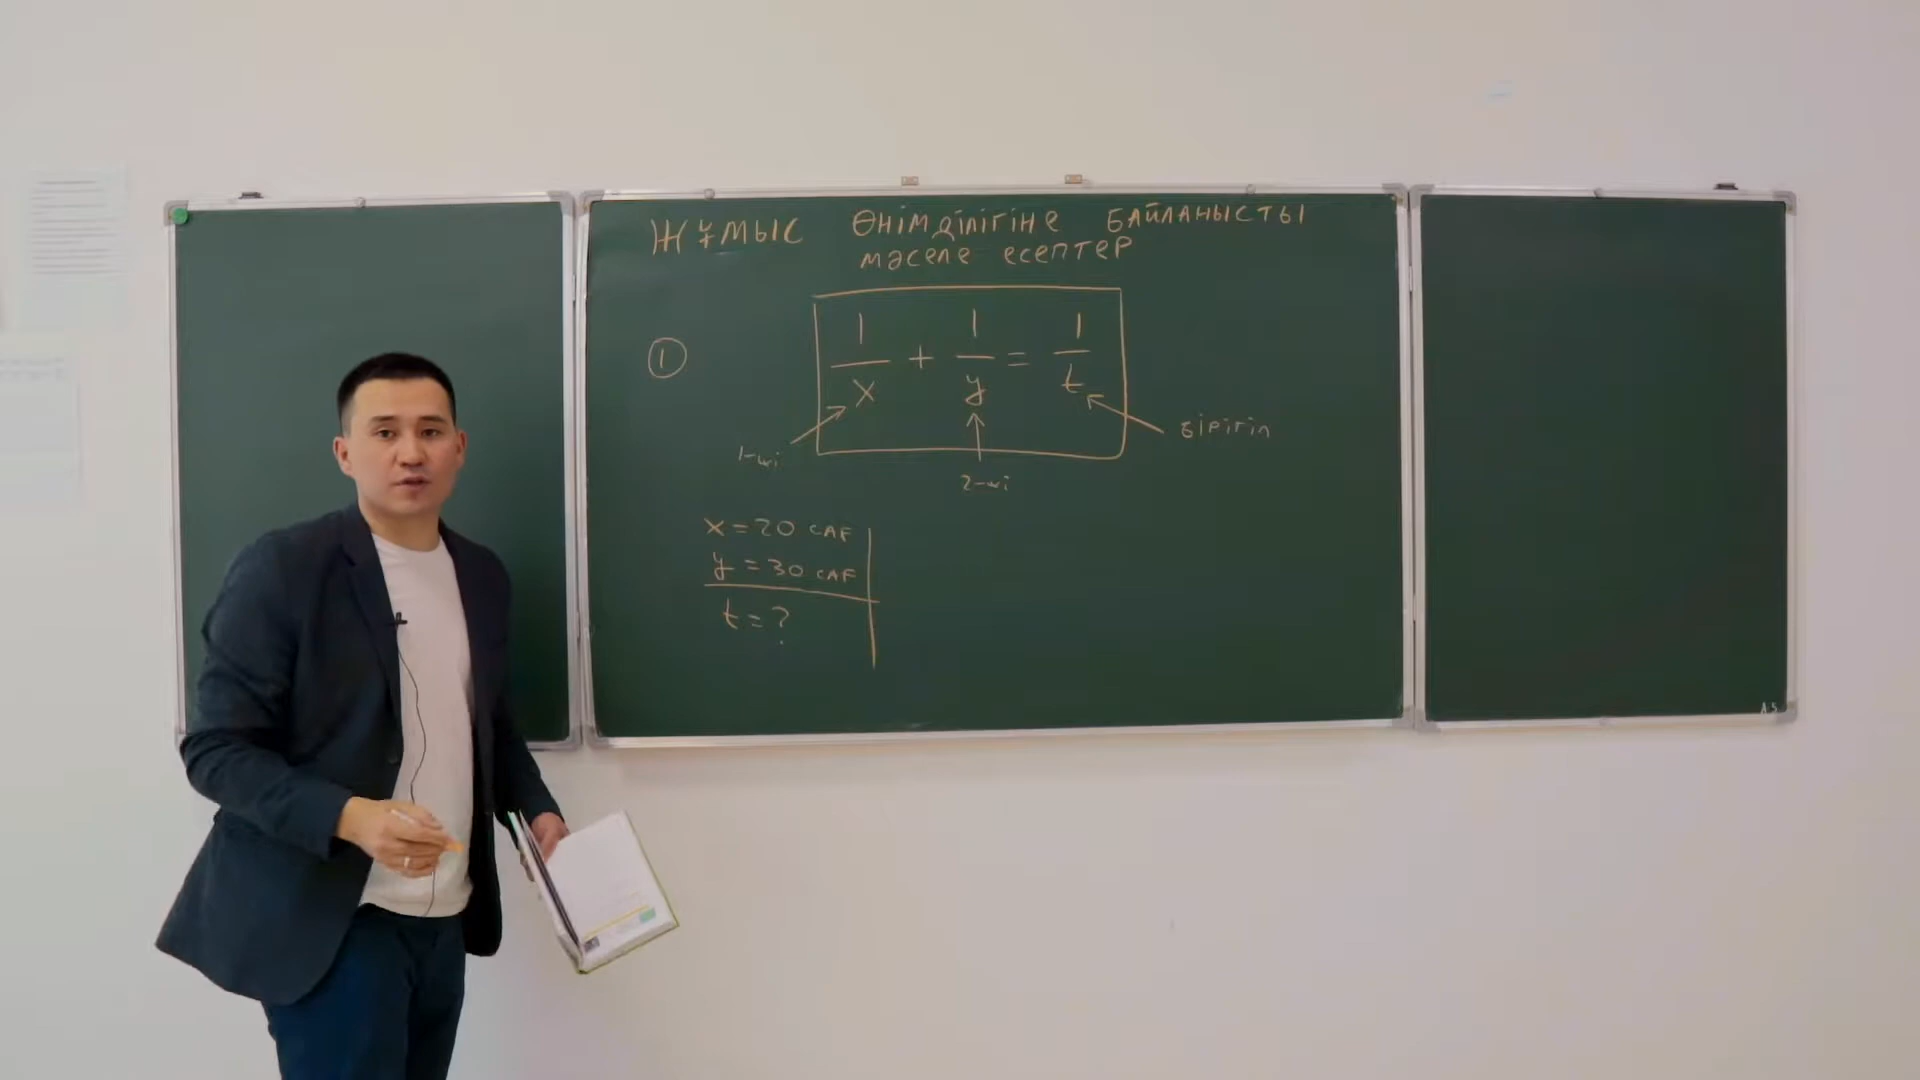 ЖҰМЫС ӨНІМДІЛІГІНЕ БАЙЛАНЫСТЫ
МӘСЕЛЕ ЕСЕПТЕР
①
1/x + 1/y = 1/t
1-ші
2-ші
БІРІГІП
x = 20 САҒ
y = 30 САҒ
t = ?
A.S